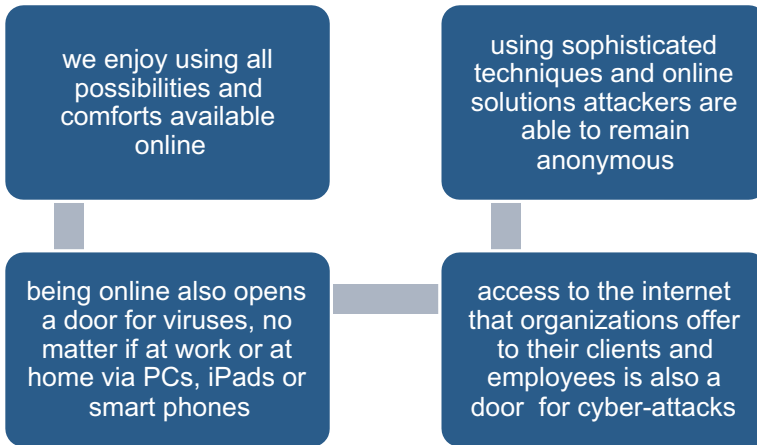 we enjoy using all
possibilities and
comforts available
online
being online also opens
a door for viruses, no
matter if at work or at
home via PCs, iPads or
smart phones
access to the internet
that organizations offer
to their clients and
employees is also a
door for cyber-attacks
using sophisticated
techniques and online
solutions attackers are
able to remain
anonymous